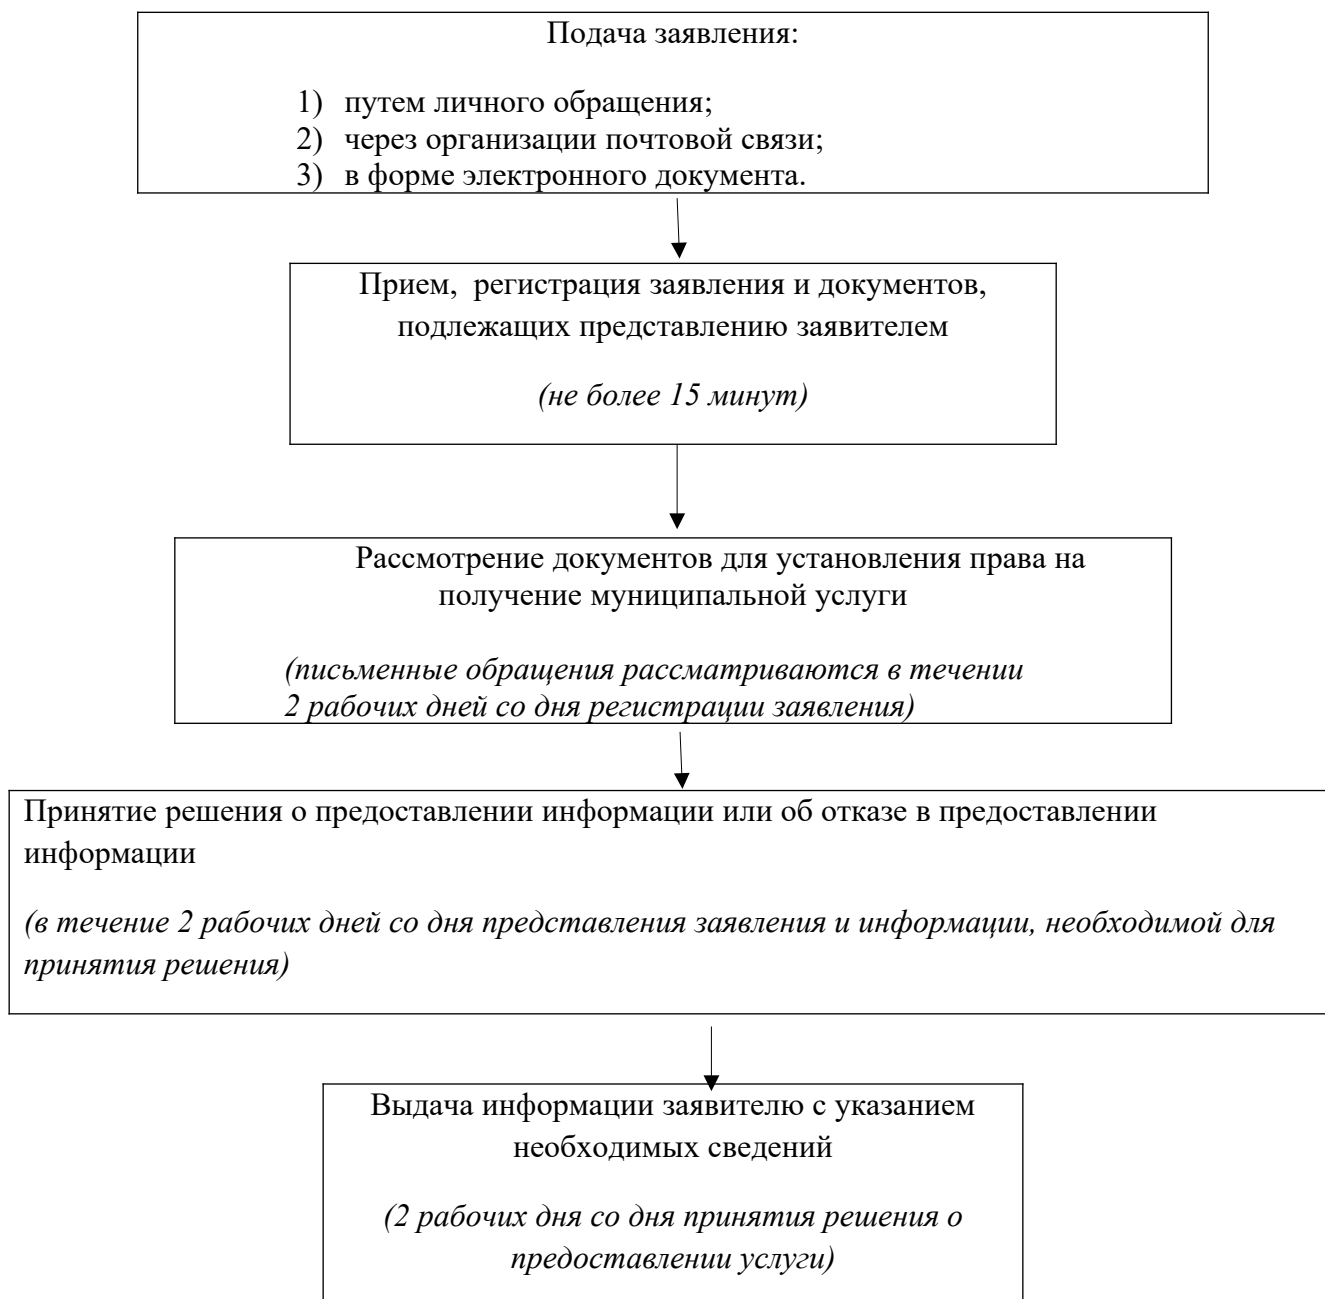 Подача заявления:
1) путем личного обращения;
2) через организации почтовой связи;
3) в форме электронного документа.
Прием,  регистрация заявления и документов,
подлежащих представлению заявителем
(не более 15 минут)
Рассмотрение документов для установления права на
получение муниципальной услуги
(письменные обращения рассматриваются в течении
2 рабочих дней со дня регистрации заявления)
Принятие решения о предоставлении информации или об отказе в предоставлении
информации
(в течение 2 рабочих дней со дня представления заявления и информации, необходимой для
принятия решения)
Выдача информации заявителю с указанием
необходимых сведений
(2 рабочих дня со дня принятия решения о
предоставлении услуги)